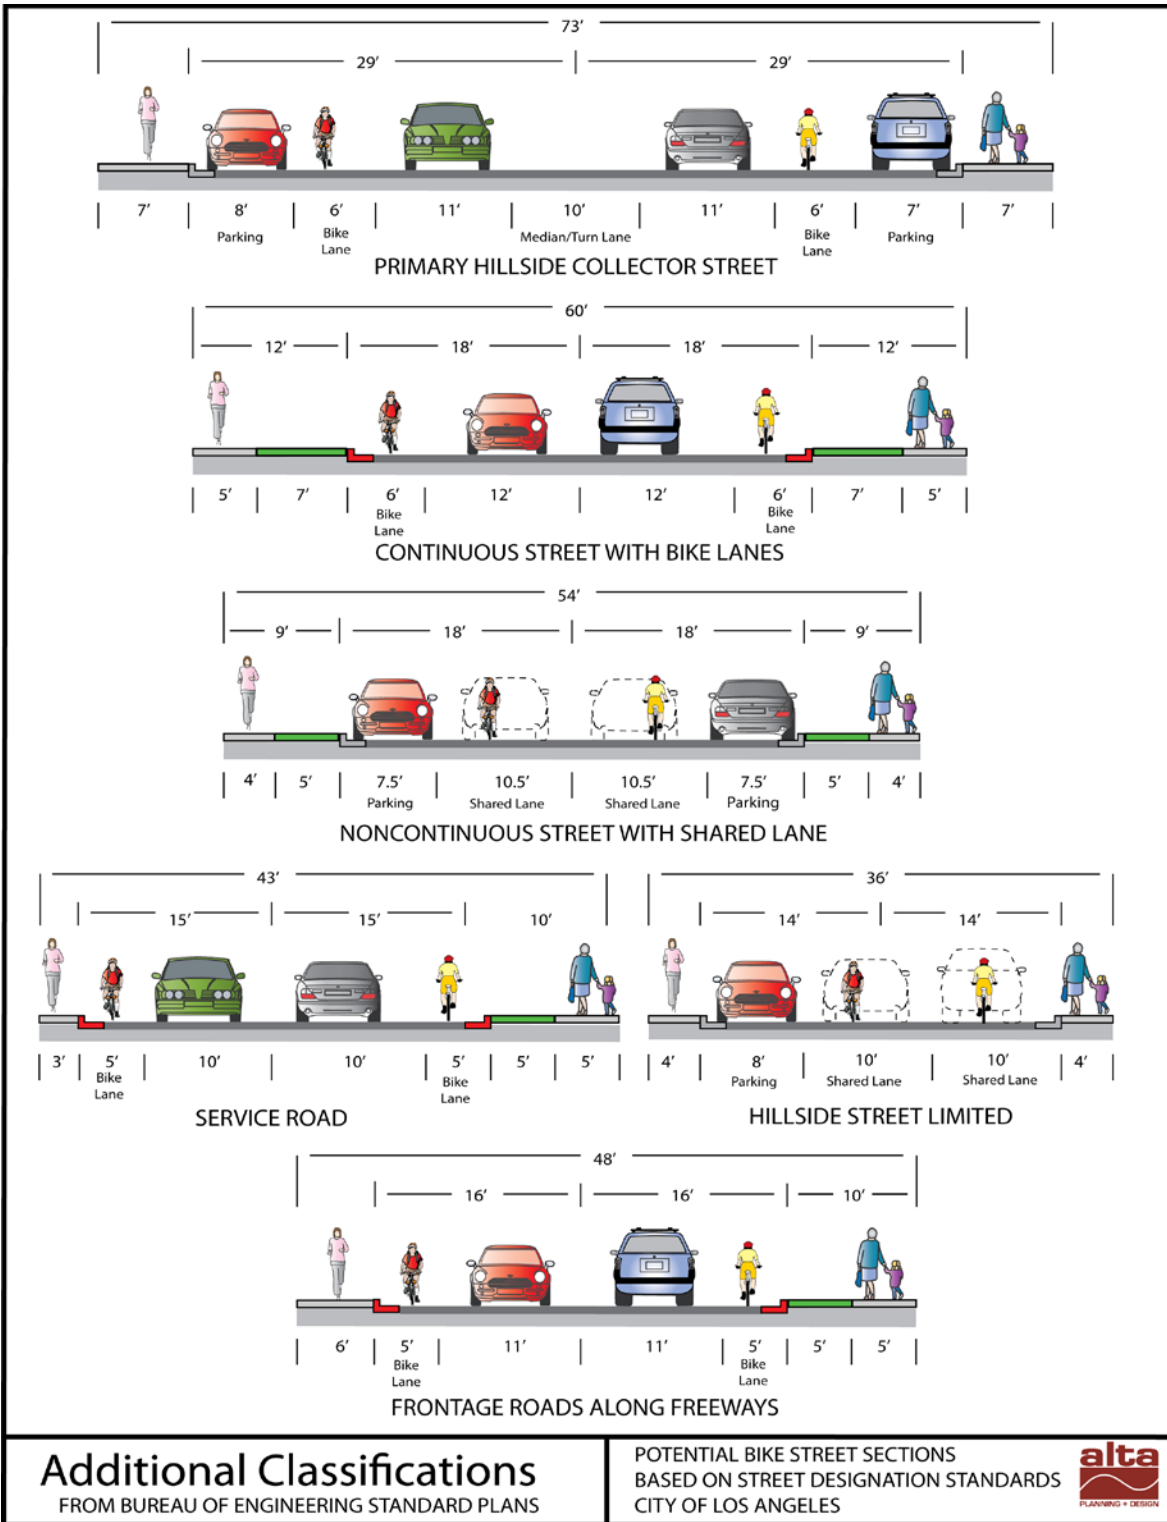 73'
29' 29'
7' 8' 6' 11' 10' 11' 6' 7' 7'
Parking Bike Lane Median/Turn Lane Bike Lane Parking
PRIMARY HILLSIDE COLLECTOR STREET
60'
12' 18' 18' 12'
5' 7' 6' 12' 12' 6' 7' 5'
Bike Lane Bike Lane
CONTINUOUS STREET WITH BIKE LANES
54'
9' 18' 18' 9'
4' 5' 7.5' 10.5' 10.5' 7.5' 5' 4'
Parking Shared Lane Shared Lane Parking
NONCONTINUOUS STREET WITH SHARED LANE
43'
15' 15' 10'
3' 5' 10' 10' 5' 5' 5'
Bike Lane Bike Lane
SERVICE ROAD
36'
14' 14'
4' 8' 10' 10' 4'
Parking Shared Lane Shared Lane
HILLSIDE STREET LIMITED
48'
16' 16' 10'
6' 5' 11' 11' 5' 5' 5'
Bike Lane Bike Lane
FRONTAGE ROADS ALONG FREEWAYS
Additional Classifications
FROM BUREAU OF ENGINEERING STANDARD PLANS
POTENTIAL BIKE STREET SECTIONS
BASED ON STREET DESIGNATION STANDARDS
CITY OF LOS ANGELES
alta
PLANNING + DESIGN